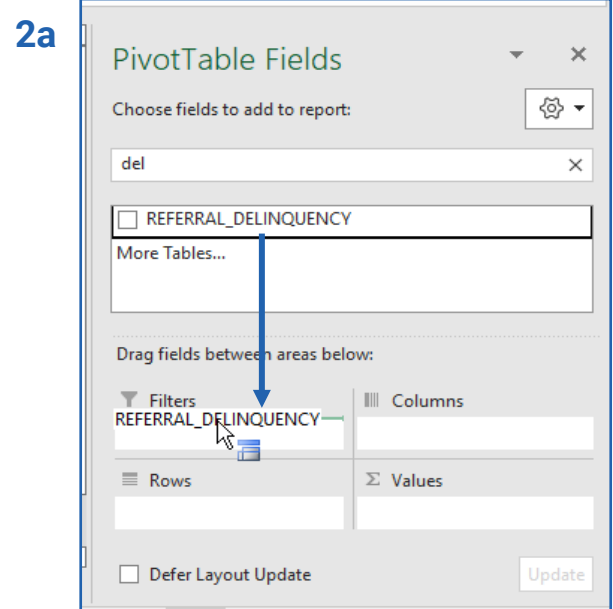 2a
PivotTable Fields
Choose fields to add to report:
del
REFERRAL_DELINQUENCY
More Tables...
Drag fields between areas below:
Filters
Columns
REFERRAL_DELINQUENCY
Rows
Σ Values
Defer Layout Update
Update